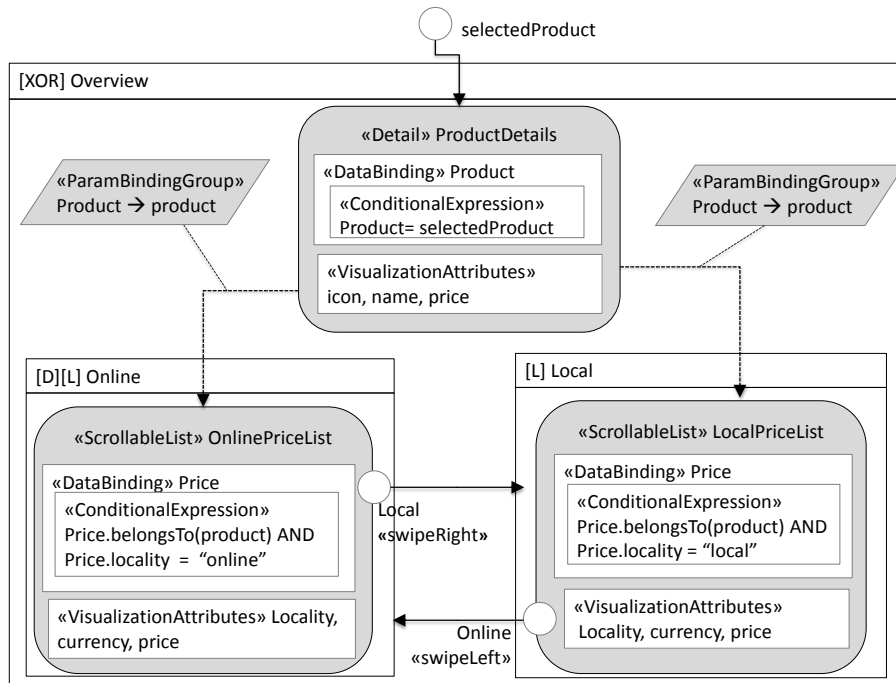 selectedProduct
[XOR] Overview
«Detail» ProductDetails
«DataBinding» Product
«ConditionalExpression»
Product= selectedProduct
«VisualizationAttributes»
icon, name, price
«ParamBindingGroup»
Product → product
«ParamBindingGroup»
Product → product
[D][L] Online
«ScrollableList» OnlinePriceList
«DataBinding» Price
«ConditionalExpression»
Price.belongsTo(product) AND
Price.locality = “online”
«VisualizationAttributes» Locality,
currency, price
Local
«swipeRight»
[L] Local
«ScrollableList» LocalPriceList
«DataBinding» Price
«ConditionalExpression»
Price.belongsTo(product) AND
Price.locality = “local”
«VisualizationAttributes»
Locality, currency, price
Online
«swipeLeft»